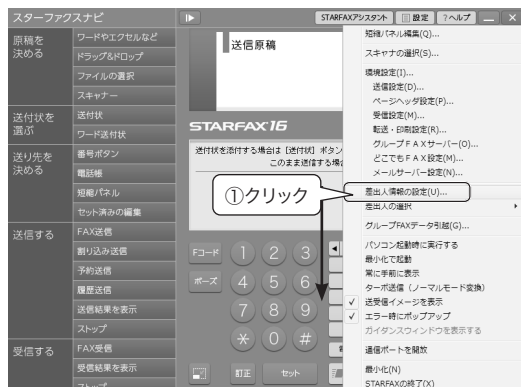 スターファクスナビ
STARFAXアシスタント
設定
?ヘルプ
原稿を
決める
ワードやエクセルなど
ドラッグ&ドロップ
ファイルの選択
スキャナー
送付状を
選ぶ
送付状
ワード送付状
送り先を
決める
番号ボタン
電話帳
短縮パネル
セット済みの編集
送信する
FAX送信
割り込み送信
予約送信
履歴送信
送信結果を表示
ストップ
受信する
FAX受信
受信結果を表示
ストップ
送信原稿
STARFAX16
送付状を添付する場合は [送付状] ボタン
このまま送信する場合
①クリック
Fコード
1
2
3
ポーズ
4
5
6
7
8
9
*
0
#
訂正
セット
短縮パネル編集(Q)...
スキャナの選択(S)...
環境設定(I)...
送信設定(D)...
ページヘッダ設定(P)...
受信設定(M)...
転送・印刷設定(R)...
グループFAXサーバー(O)...
どこでもFAX設定(M)...
メールサーバー設定(N)...
差出人情報の設定(U)...
差出人の選択
グループFAXデータ引越(G)...
パソコン起動時に実行する
最小化で起動
常に手前に表示
ターボ送信(ノーマルモード変換)
✓ 送受信イメージを表示
✓ エラー時にポップアップ
ガイダンスウィンドウを表示する
✓ 通信ポートを開放
最小化(N)
STARFAXの終了(X)